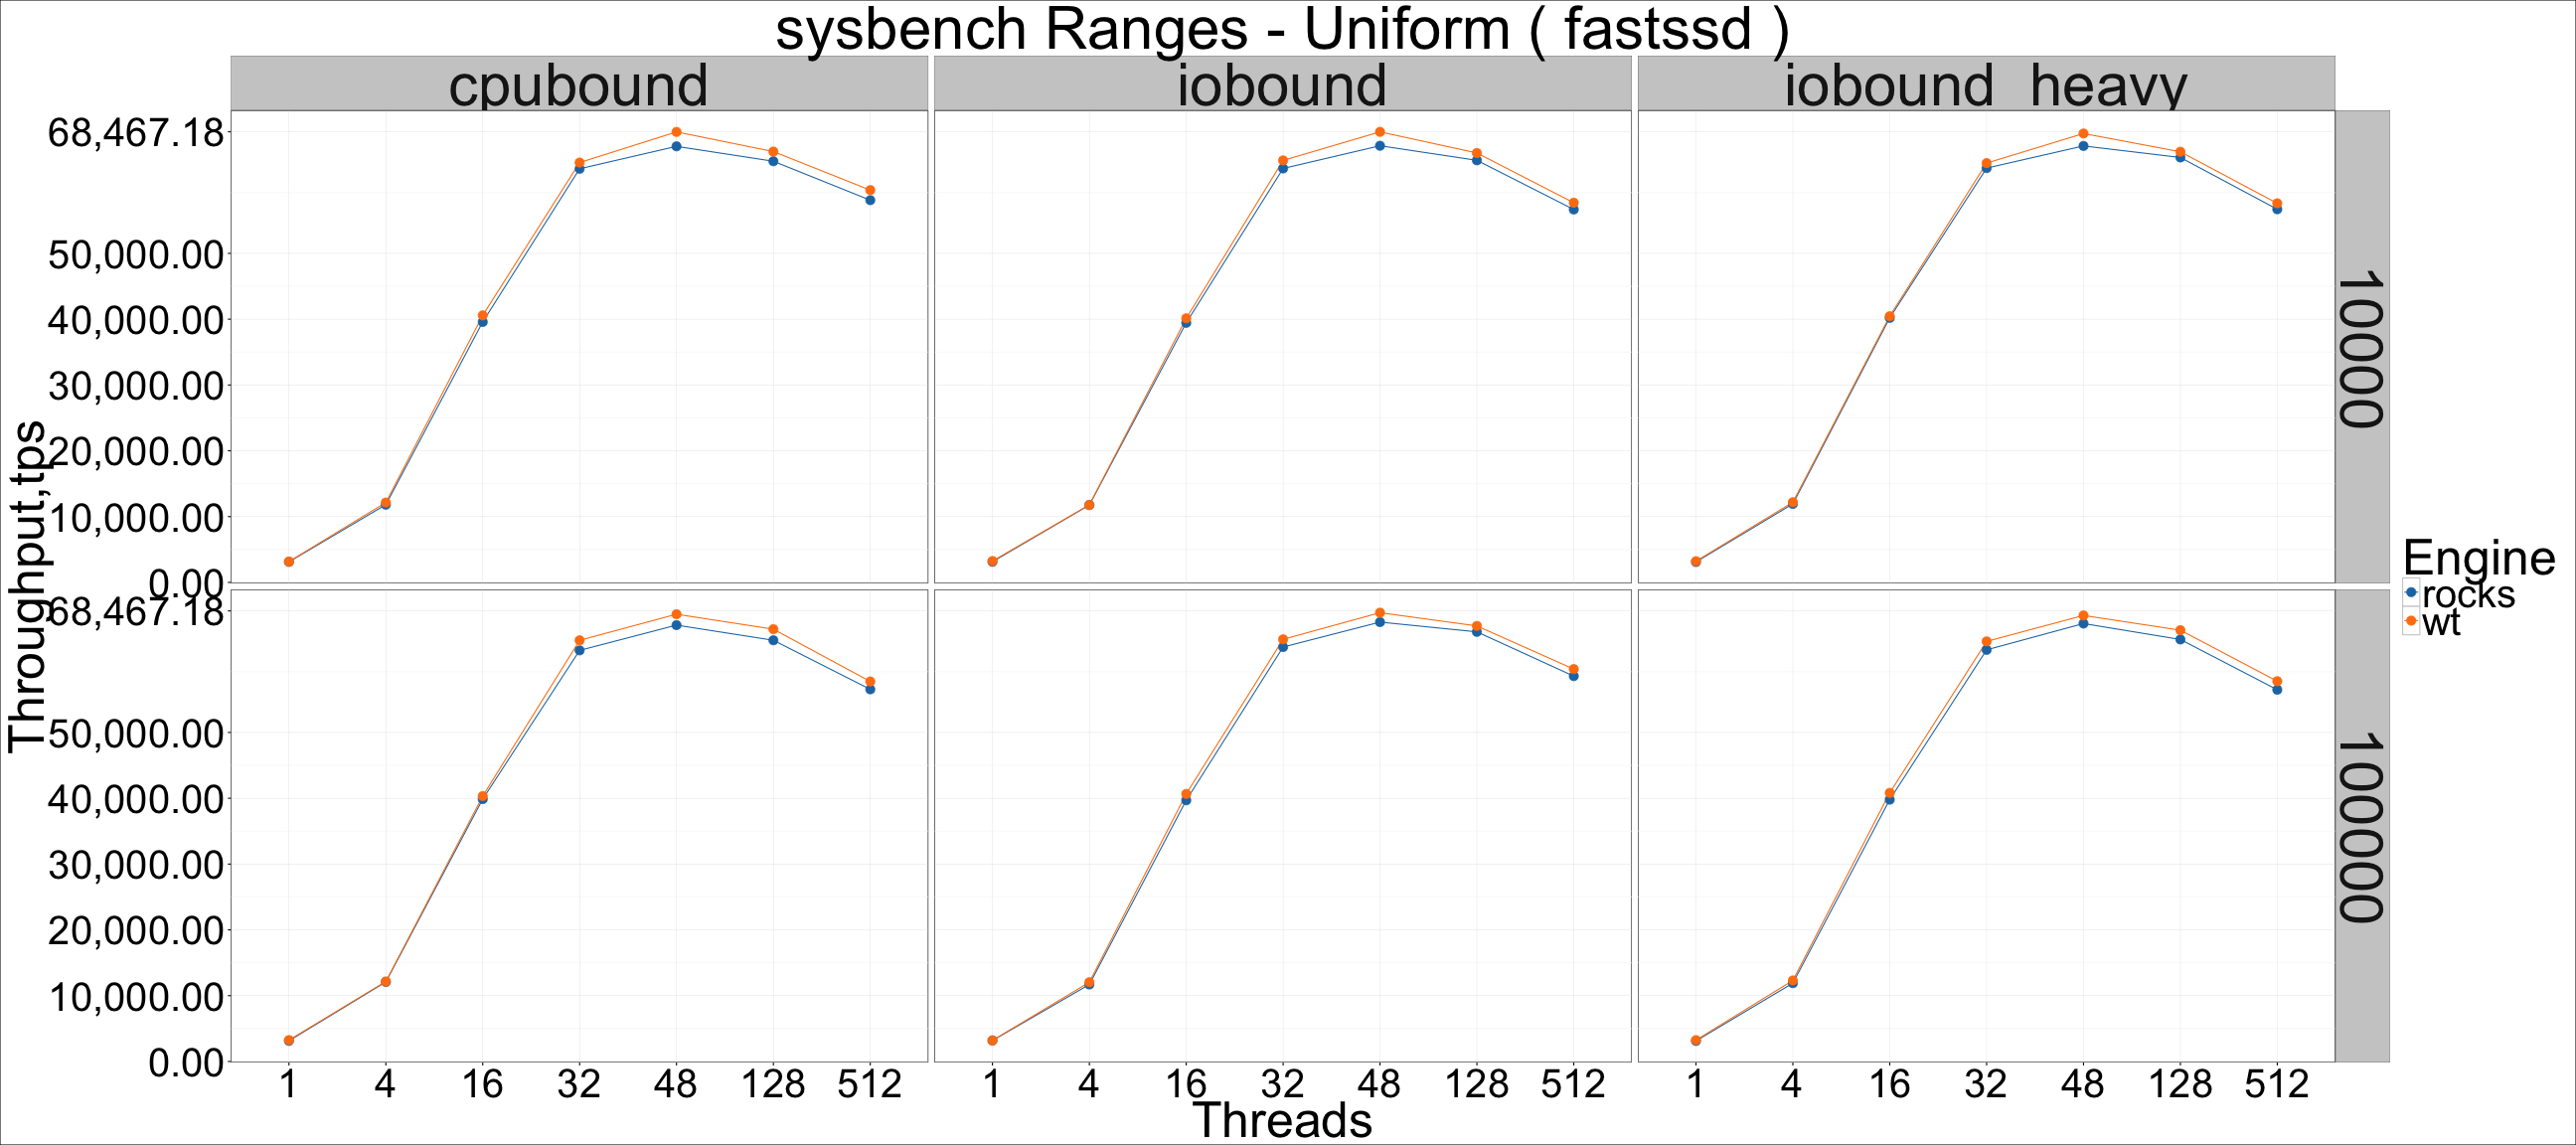 sysbench Ranges - Uniform ( fastssd )
cpubound
iobound
iobound heavy
68,467.18
50,000.00
40,000.00
30,000.00
20,000.00
10,000.00
0.00
100000
68,467.18
50,000.00
40,000.00
30,000.00
20,000.00
10,000.00
0.00
1000000
Throughput,tps
1 4 16 32 48 128 512
1 4 16 32 48 128 512
1 4 16 32 48 128 512
Threads
Engine
rocks
wt